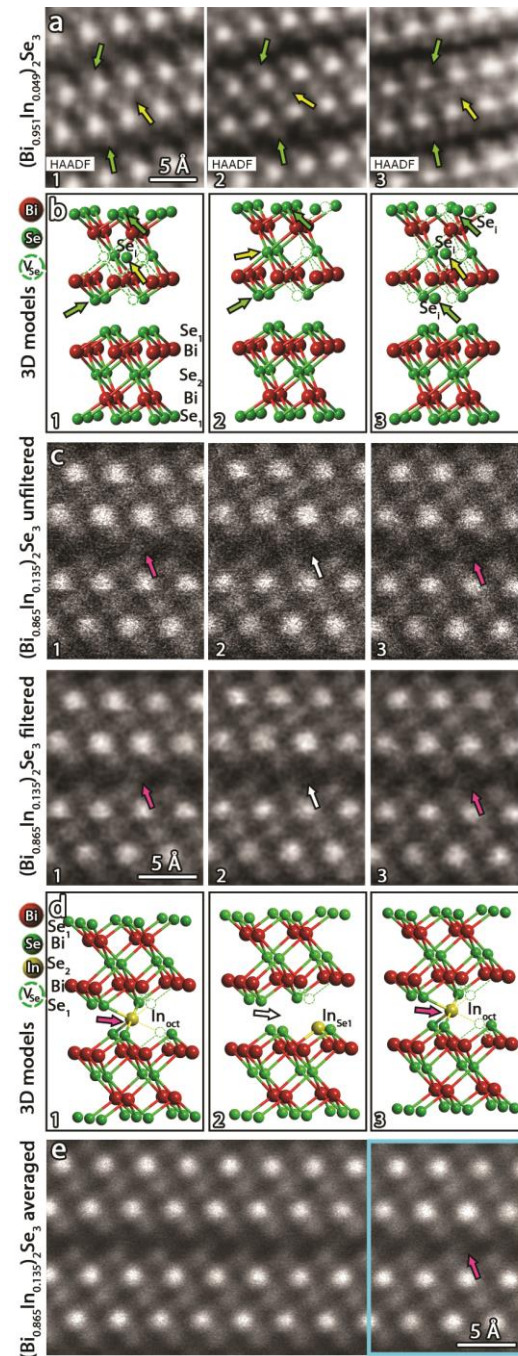 a
(Bi0.951In0.049)2Se3
HAADF
1
5 Å
HAADF
2
HAADF
3
b
Bi
Se
VSe
3D models
Sei
Se1
Bi
Se2
Bi
Se1
1
2
Sei
Sei
3
c
(Bi0.865In0.135)2Se3 unfiltered
1
2
3
(Bi0.865In0.135)2Se3 filtered
1
5 Å
2
3
d
Bi
Se
In
VSe
3D models
Se1
Bi
Se2
Bi
Se1
Inoct
1
InSe1
2
Inoct
3
e
(Bi0.865In0.135)2Se3 averaged
5 Å